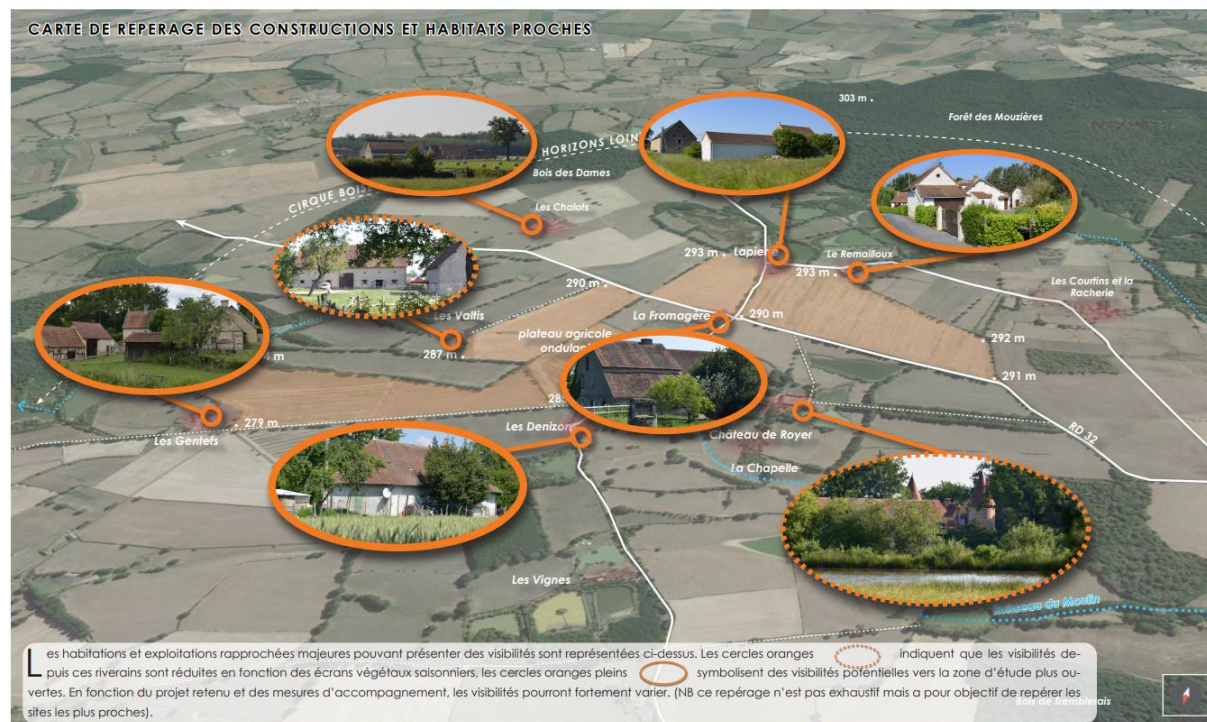 CARTE DE REPERAGE DES CONSTRUCTIONS ET HABITATS PROCHES
303 m
Forêt des Mouzières
HORIZONS
Bois des Dames
CIRQUE
Les Chalots
293 m
Le Remailloux
293 m
Les Courtins et la
Racherie
290 m
Les Valtis
La Fromagère
290 m
plateau agricole
287 m
292 m
291 m
279 m
Les Gentets
Les Denizons
Château de Royer
RD 32
La Chapelle
Les Vignes
Ruisseau du Moulin
Les habitations et exploitations rapprochées majeures pouvant présenter des visibilités sont représentées ci-dessus. Les cercles oranges indiquent que les visibilités de-
puis ces riverains sont réduites en fonction des écrans végétaux saisonniers, les cercles oranges pleins symbolisent des visibilités potentielles vers la zone d'étude plus ou-
vertes. En fonction du projet retenu et des mesures d'accompagnement, les visibilités pourront fortement varier. (NB ce repérage n'est pas exhaustif mais a pour objectif de repérer les
sites les plus proches).
Bois de Tremblerais